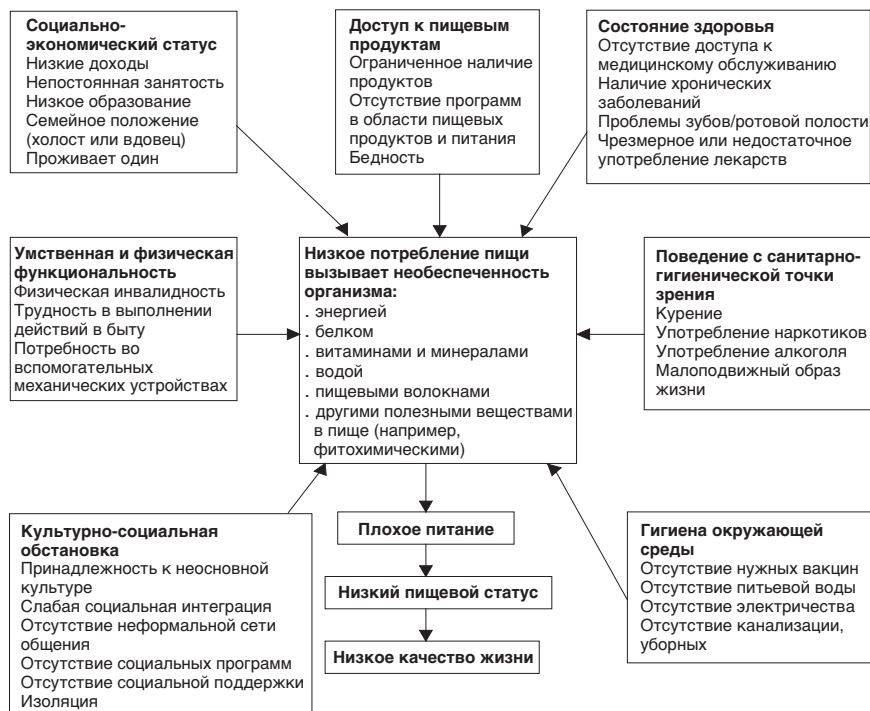 Социально-
экономический статус
Низкие доходы
Непостоянная занятость
Низкое образование
Семейное положение
(холост или вдовец)
Проживает один
Доступ к пищевым
продуктам
Ограниченное наличие
продуктов
Отсутствие программ
в области пищевых
продуктов и питания
Бедность
Состояние здоровья
Отсутствие доступа к
медицинскому обслуживанию
Наличие хронических
заболеваний
Проблемы зубов/ротовой полости
Чрезмерное или недостаточное
употребление лекарств
Умственная и физическая
функциональность
Физическая инвалидность
Трудность в выполнении
действий в быту
Потребность во
вспомогательных
механических устройствах
Низкое потребление пищи
вызывает необеспеченность
организма:
. энергией
. белком
. витаминами и минералами
. водой
. пищевыми волокнами
. другими полезными веществами
в пище (например,
фитохимическими)
Поведение с санитарно-
гигиенической точки
зрения
Курение
Употребление наркотиков
Употребление алкоголя
Малоподвижный образ
жизни
Культурно-социальная
обстановка
Принадлежность к неосновной
культуре
Слабая социальная интеграция
Отсутствие неформальной сети
общения
Отсутствие социальных программ
Отсутствие социальной поддержки
Изоляция
Плохое питание
Низкий пищевой статус
Низкое качество жизни
Гигиена окружающей
среды
Отсутствие нужных вакцин
Отсутствие питьевой воды
Отсутствие электричества
Отсутствие канализации,
уборных